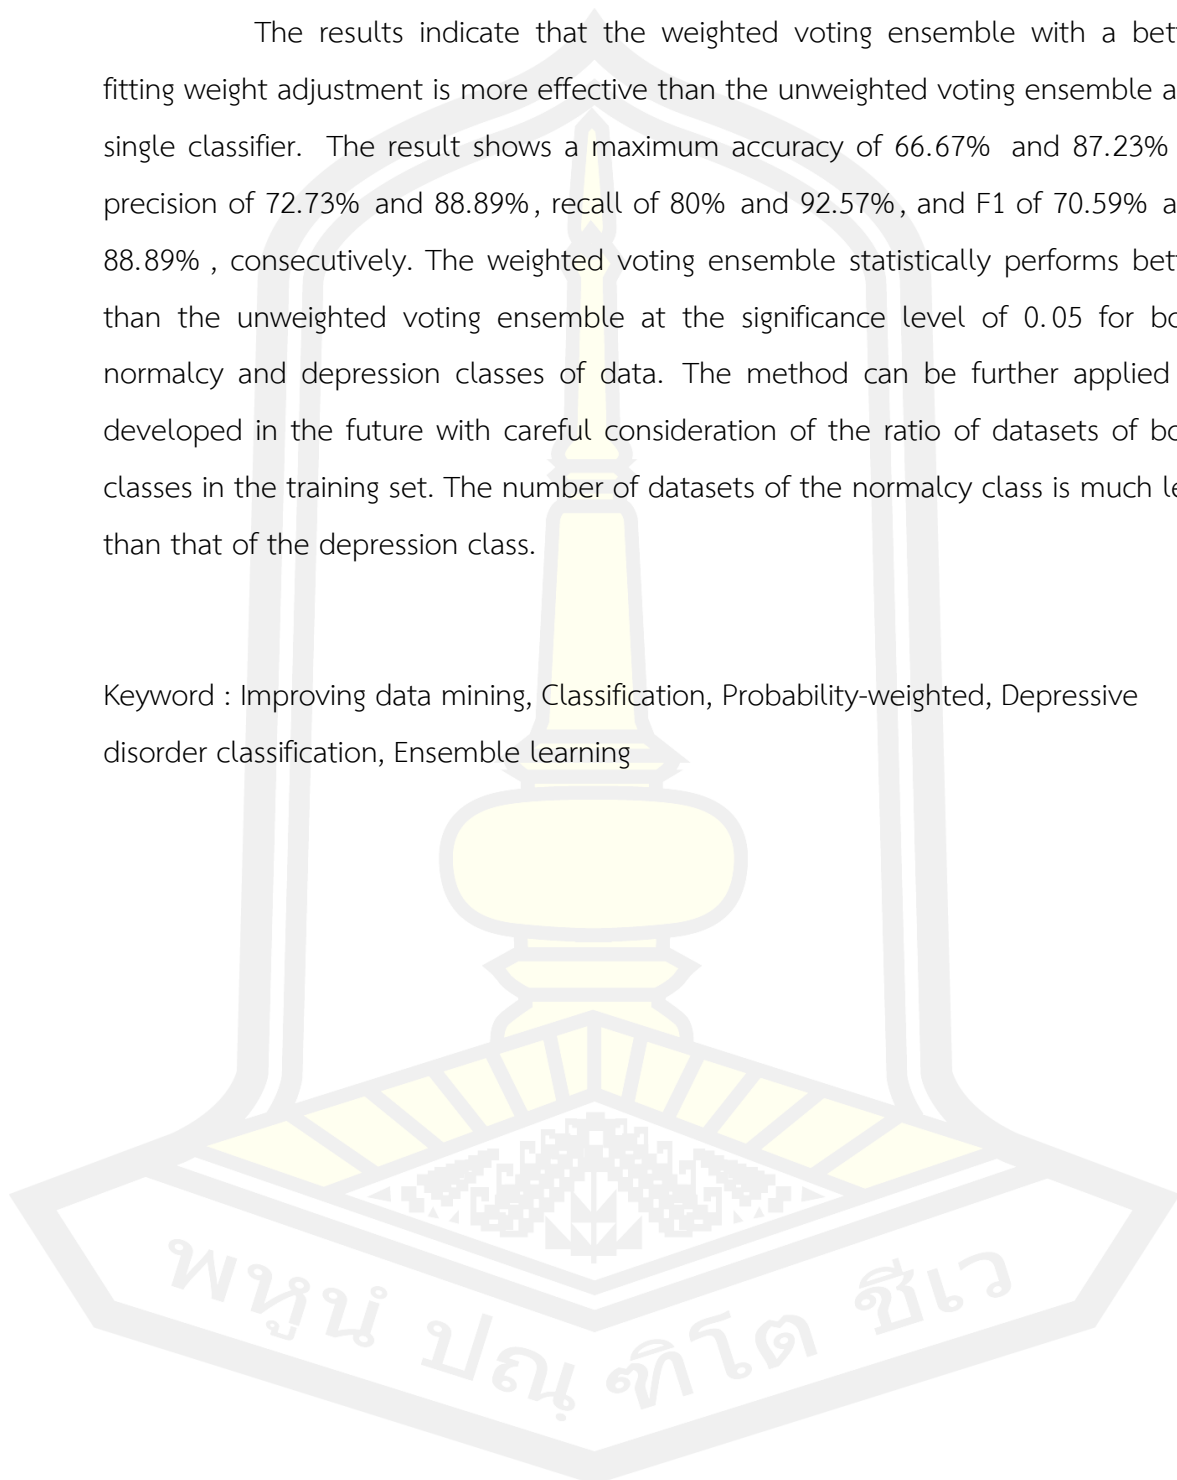 The results indicate that the weighted voting ensemble with a bett
fitting weight adjustment is more effective than the unweighted voting ensemble a
single classifier. The result shows a maximum accuracy of 66.67% and 87.23%
precision of 72.73% and 88.89%, recall of 80% and 92.57%, and F1 of 70.59% a
88.89% , consecutively. The weighted voting ensemble statistically performs bett
than the unweighted voting ensemble at the significance level of 0.05 for bo
normalcy and depression classes of data. The method can be further applied
developed in the future with careful consideration of the ratio of datasets of bo
classes in the training set. The number of datasets of the normalcy class is much le
than that of the depression class.
Keyword : Improving data mining, Classification, Probability-weighted, Depressive
disorder classification, Ensemble learning
พหูนํ ปณฺฑิโต ชีเว